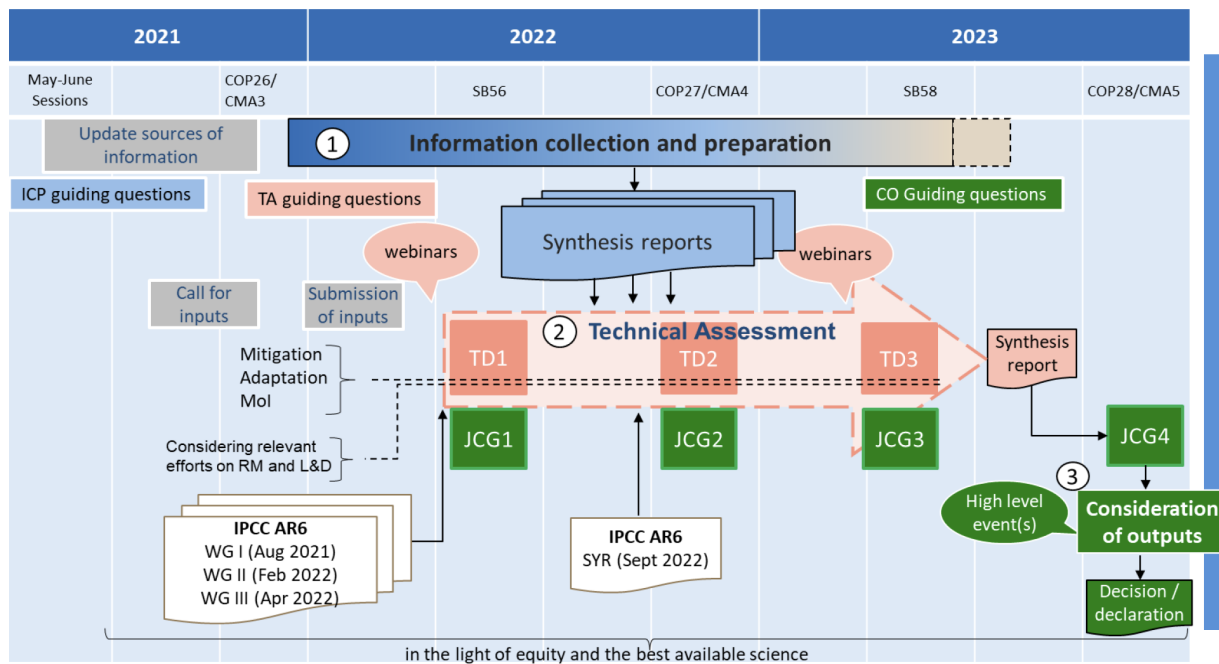 2021
2022
2023
May-June
Sessions
COP26/
CMA3
SB56
COP27/CMA4
SB58
COP28/CMA5
Update sources of
information
1
Information collection and preparation
ICP guiding questions
TA guiding questions
CO Guiding questions
Synthesis reports
webinars
webinars
Call for
inputs
Submission
of inputs
2
Technical Assessment
TD1
TD2
TD3
Synthesis
report
Mitigation
Adaptation
MoI
JCG1
JCG2
JCG3
JCG4
Considering relevant
efforts on RM and L&D
3
High level
event(s)
Consideration
of outputs
IPCC AR6
WG I (Aug 2021)
WG II (Feb 2022)
WG III (Apr 2022)
IPCC AR6
SYR (Sept 2022)
Decision /
declaration
in the light of equity and the best available science